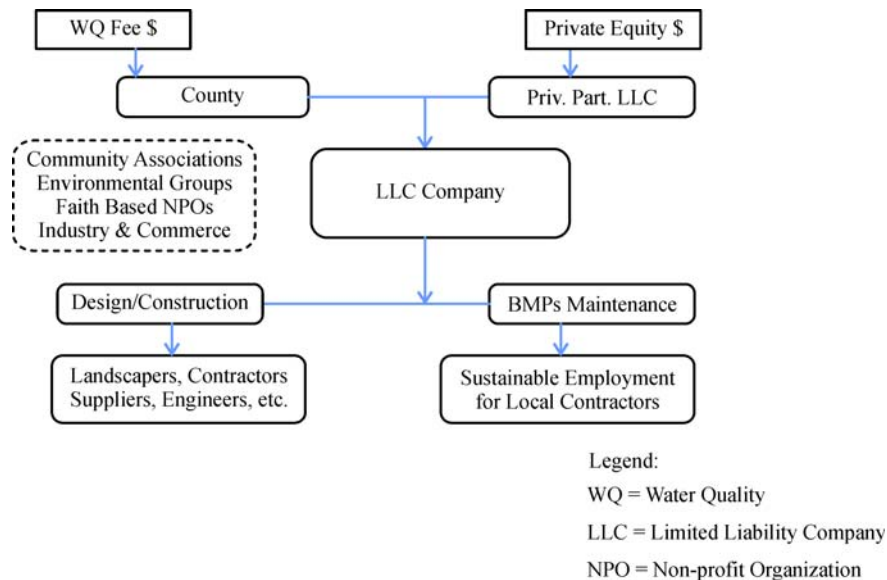 WQ Fee $
Private Equity $
County
Priv. Part. LLC
Community Associations
Environmental Groups
Faith Based NPOs
Industry & Commerce
LLC Company
Design/Construction
BMPs Maintenance
Landscapers, Contractors
Suppliers, Engineers, etc.
Sustainable Employment
for Local Contractors
Legend:
WQ = Water Quality
LLC = Limited Liability Company
NPO = Non-profit Organization